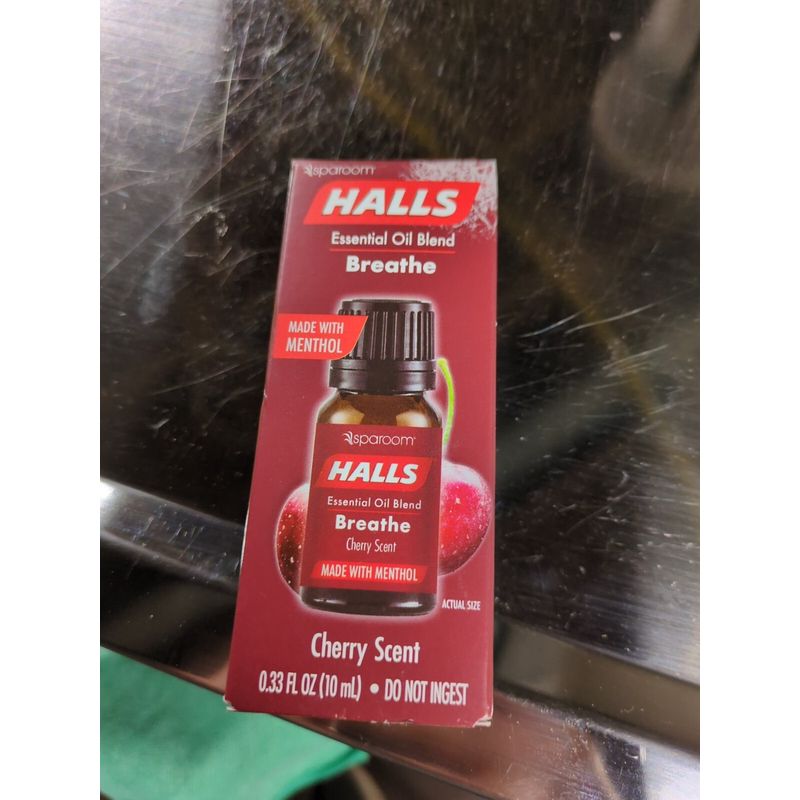 sparoom
HALLS
Essential Oil Blend
Breathe
MADE WITH
MENTHOL
sparoom
HALLS
Essential Oil Blend
Breathe
Cherry Scent
MADE WITH MENTHOL
ACTUAL SIZE
Cherry Scent
0.33 FL OZ (10 mL) • DO NOT INGEST